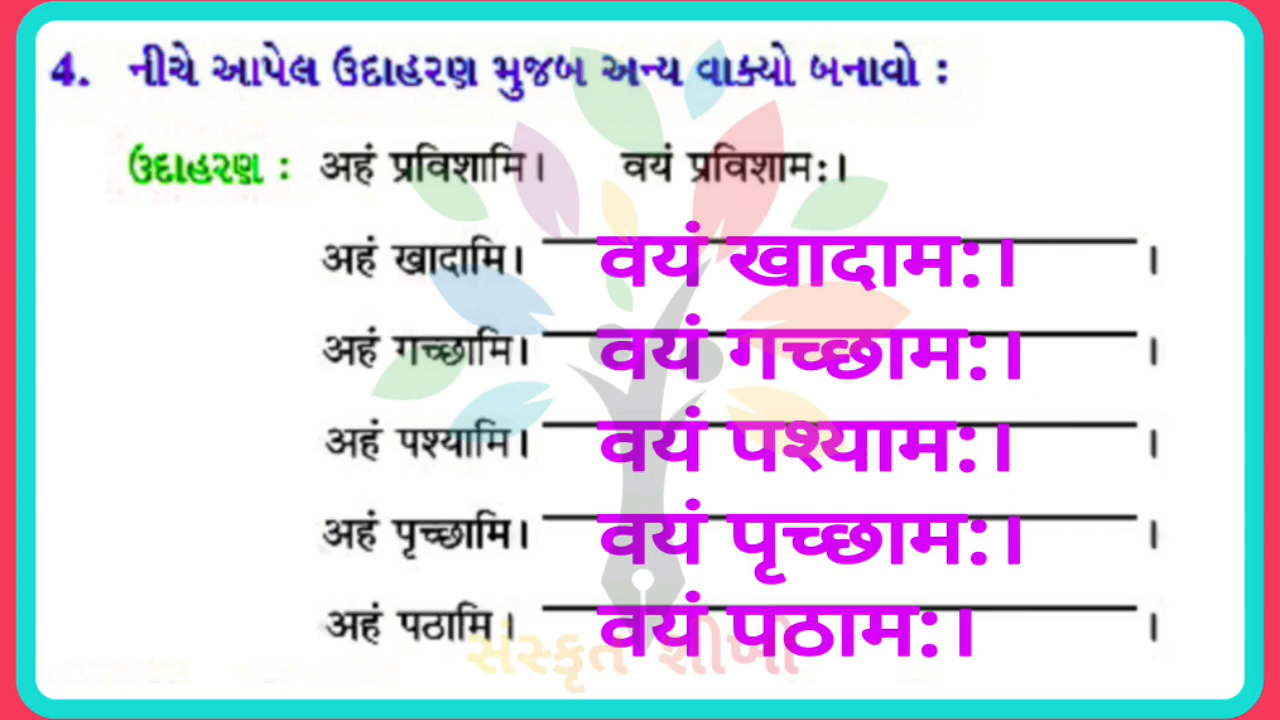 4. નીચે આપેલ ઉદાહરણ મુજબ અન્ય વાક્યો બનાવો :
ઉદાહરણ : अहं प्रविशामि। वयं प्रविशाम:।
अहं खादामि। वयं खादाम:। ।
अहं गच्छामि। वयं गच्छाम:। ।
अहं पश्यामि। वयं पश्याम:। ।
अहं पृच्छामि। वयं पृच्छाम:। ।
अहं पठामि। वयं पठाम:। ।
સંસ્કૃત શીખો